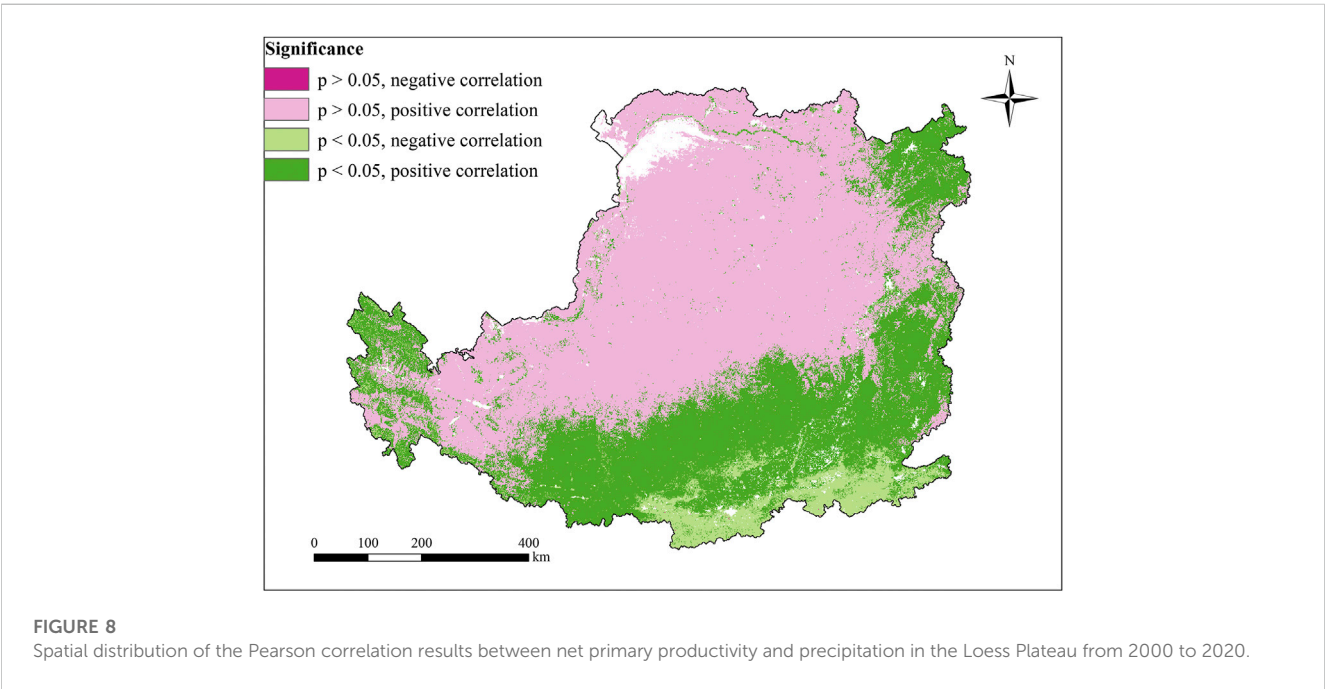 Significance
p > 0.05, negative correlation
p > 0.05, positive correlation
p < 0.05, negative correlation
p < 0.05, positive correlation
N
0 100 200 400
km
FIGURE 8
Spatial distribution of the Pearson correlation results between net primary productivity and precipitation in the Loess Plateau from 2000 to 2020.